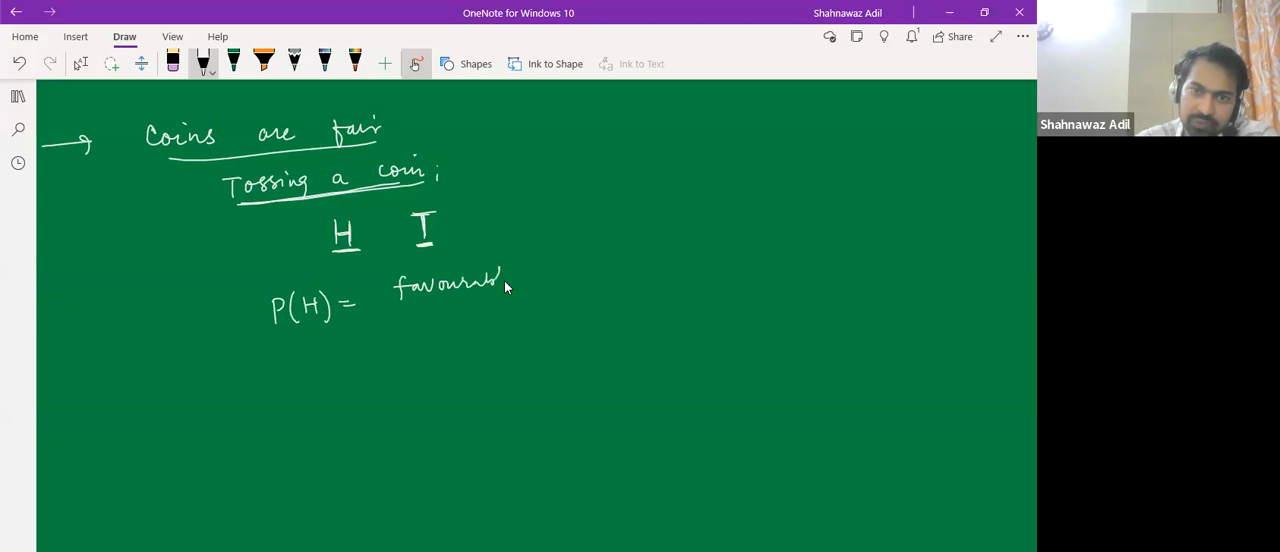 OneNote for Windows 10
Shahnawaz Adil
Home Insert Draw View Help
Share
Shapes Ink to Shape Ink to Text
Shahnawaz Adil
→ Coins are fair
Tossing a coin;
H T
P(H) = favourabl